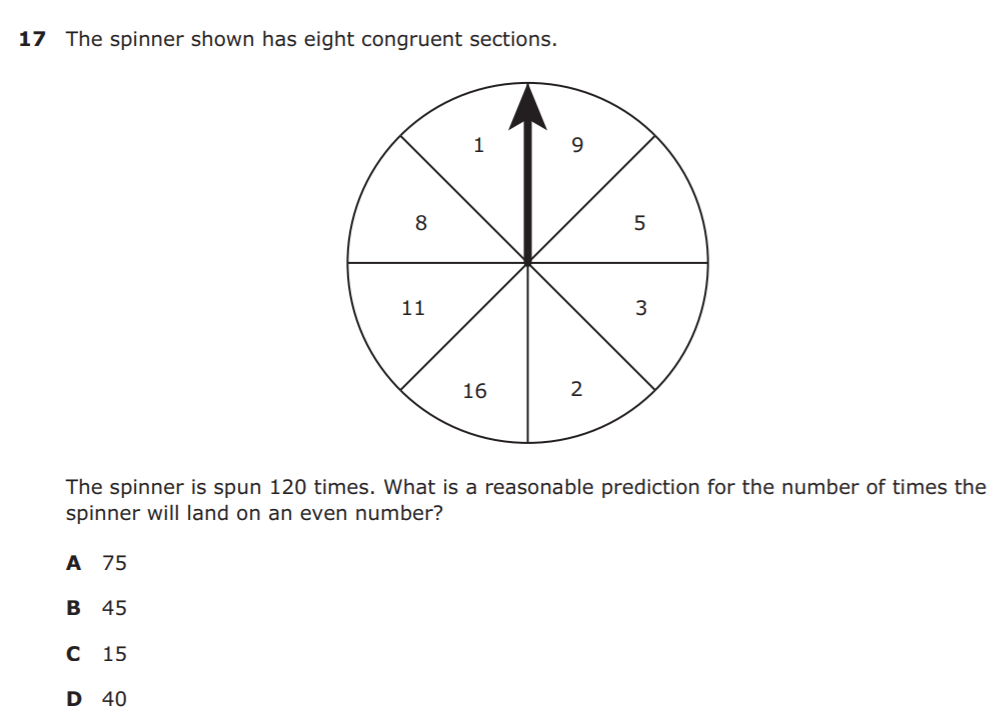 17 The spinner shown has eight congruent sections.
1
9
8
5
11
3
16
2
The spinner is spun 120 times. What is a reasonable prediction for the number of times the
spinner will land on an even number?
A 75
B 45
C 15
D 40